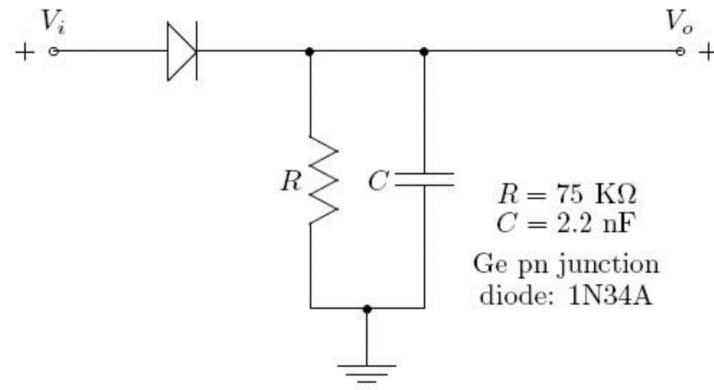 V_i
V_o
+
+
R
C
R = 75 KΩ
C = 2.2 nF
Ge pn junction
diode: 1N34A